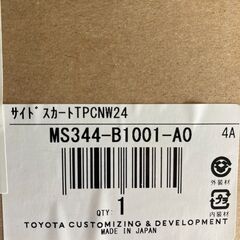 サイドスカートTPCNW24
MS344-B1001-A0
4A
外装材
1
QTY:
内装材
TOYOTA CUSTOMIZING & DEVELOPMENT
MADE IN JAPAN